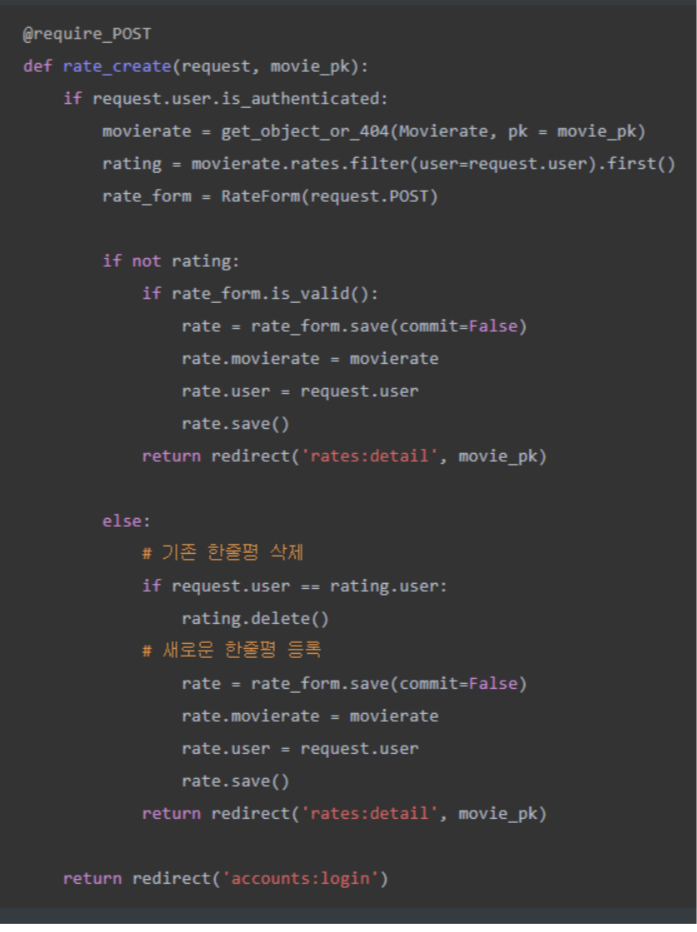 @require_POST
def rate_create(request, movie_pk):
    if request.user.is_authenticated:
        movierate = get_object_or_404(Movierate, pk = movie_pk)
        rating = movierate.rates.filter(user=request.user).first()
        rate_form = RateForm(request.POST)

        if not rating:
            if rate_form.is_valid():
                rate = rate_form.save(commit=False)
                rate.movierate = movierate
                rate.user = request.user
                rate.save()
            return redirect('rates:detail', movie_pk)

        else:
            # 기존 한줄평 삭제
            if request.user == rating.user:
                rating.delete()
            # 새로운 한줄평 등록
                rate = rate_form.save(commit=False)
                rate.movierate = movierate
                rate.user = request.user
                rate.save()
            return redirect('rates:detail', movie_pk)

    return redirect('accounts:login')